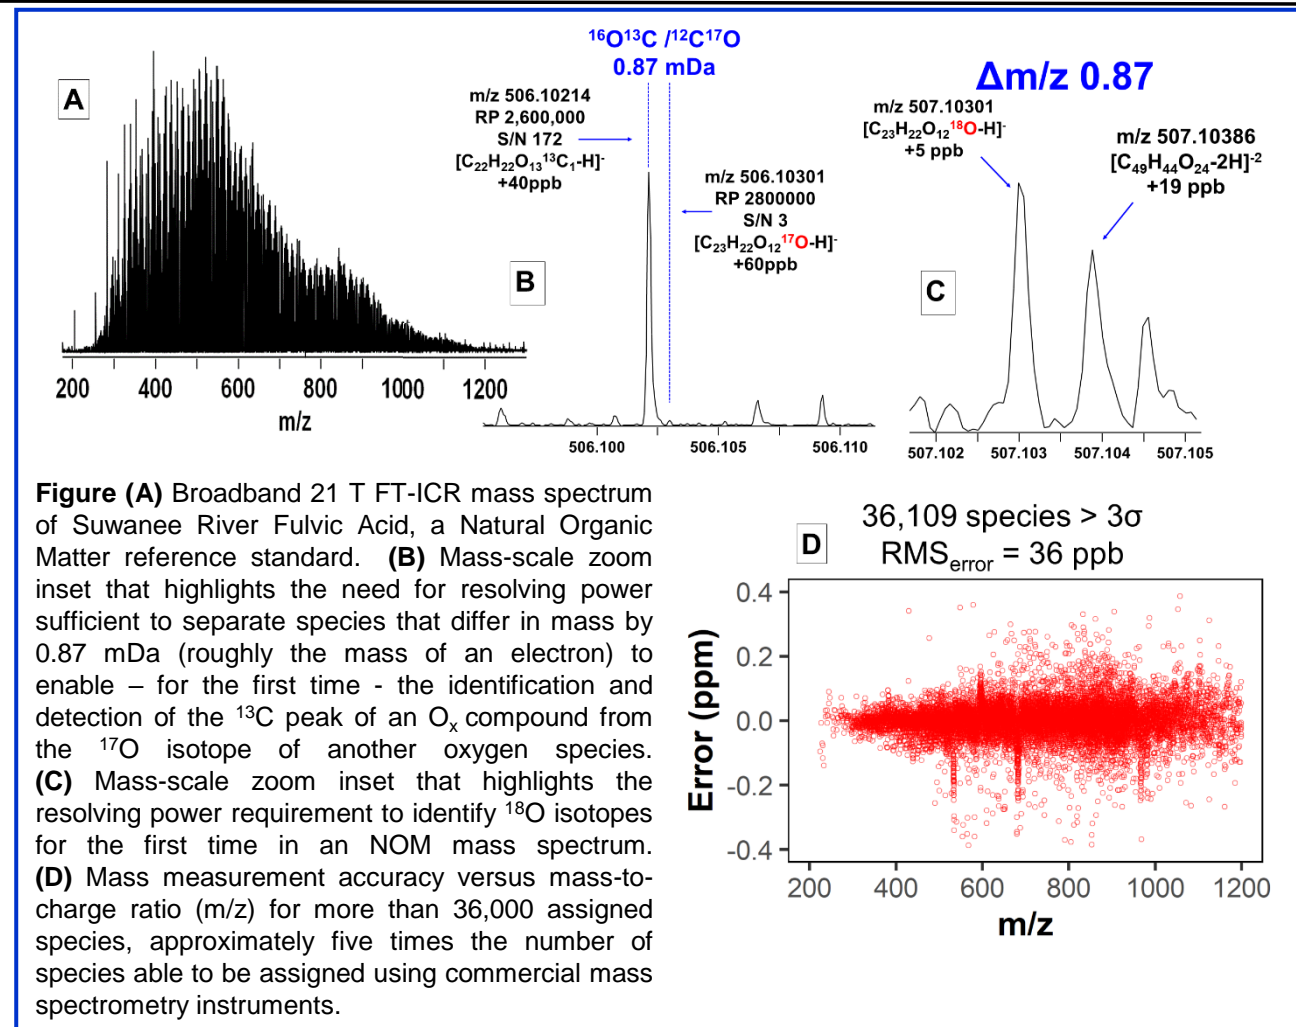 A
200 400 600 800 1000 1200
m/z
¹⁶O¹³C /¹²C¹⁷O
0.87 mDa
m/z 506.10214
RP 2,600,000
S/N 172
[C₂₂H₂₂O₁₃¹³C₁-H]⁻
+40ppb
m/z 506.10301
RP 2800000
S/N 3
[C₂₃H₂₂O₁₂¹⁷O-H]⁻
+60ppb
B
506.100 506.105 506.110
Δm/z 0.87
m/z 507.10301
[C₂₃H₂₂O₁₂¹⁸O-H]⁻
+5 ppb
m/z 507.10386
[C₄₉H₄₄O₂₄-2H]⁻²
+19 ppb
C
507.102 507.103 507.104 507.105
Figure (A) Broadband 21 T FT-ICR mass spectrum
of Suwanee River Fulvic Acid, a Natural Organic
Matter reference standard. (B) Mass-scale zoom
inset that highlights the need for resolving power
sufficient to separate species that differ in mass by
0.87 mDa (roughly the mass of an electron) to
enable – for the first time - the identification and
detection of the ¹³C peak of an Oₓ compound from
the ¹⁷O isotope of another oxygen species.
(C) Mass-scale zoom inset that highlights the
resolving power requirement to identify ¹⁸O isotopes
for the first time in an NOM mass spectrum.
(D) Mass measurement accuracy versus mass-to-
charge ratio (m/z) for more than 36,000 assigned
species, approximately five times the number of
species able to be assigned using commercial mass
spectrometry instruments.
D
36,109 species > 3σ
RMSerror = 36 ppb
Error (ppm)
0.4
0.2
0.0
-0.2
-0.4
200 400 600 800 1000 1200
m/z